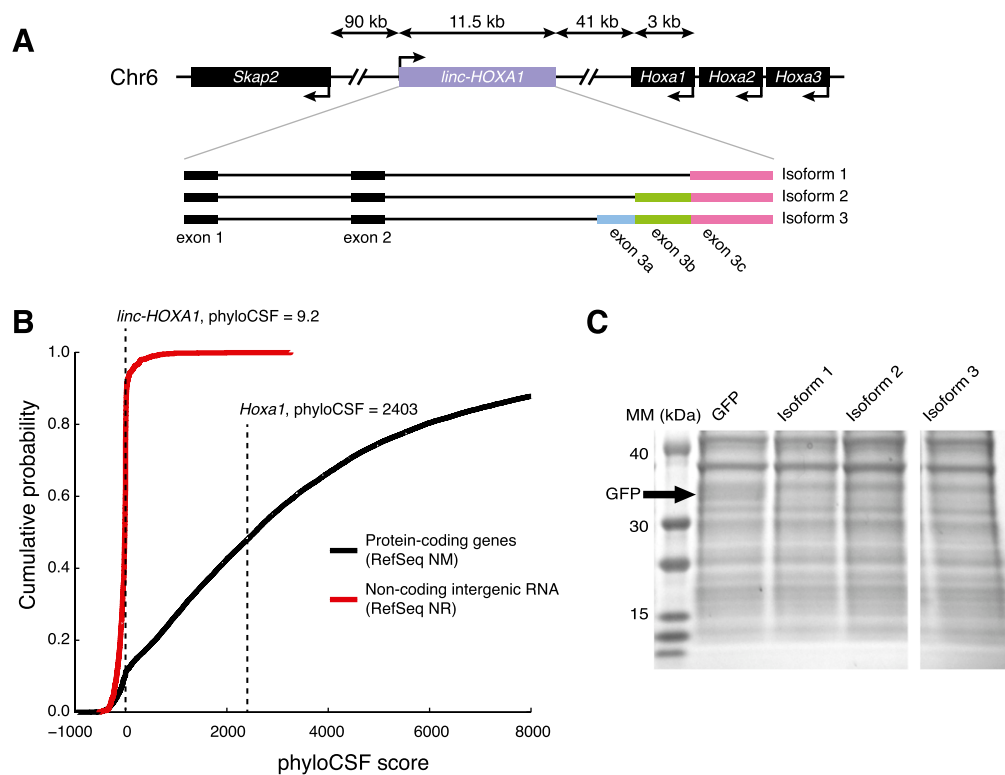 A
90 kb 11.5 kb 41 kb 3 kb
Chr6 Skap2 linc-HOXA1 Hoxa1 Hoxa2 Hoxa3
Isoform 1
Isoform 2
Isoform 3
exon 1 exon 2 exon 3a exon 3b exon 3c
B
linc-HOXA1, phyloCSF = 9.2
Hoxa1, phyloCSF = 2403
Cumulative probability
1.0
0.8
0.6
0.4
0.2
0.0
Protein-coding genes
(RefSeq NM)
Non-coding intergenic RNA
(RefSeq NR)
−1000 0 2000 4000 6000 8000
phyloCSF score
C
MM (kDa) GFP Isoform 1 Isoform 2 Isoform 3
40
GFP
30
15